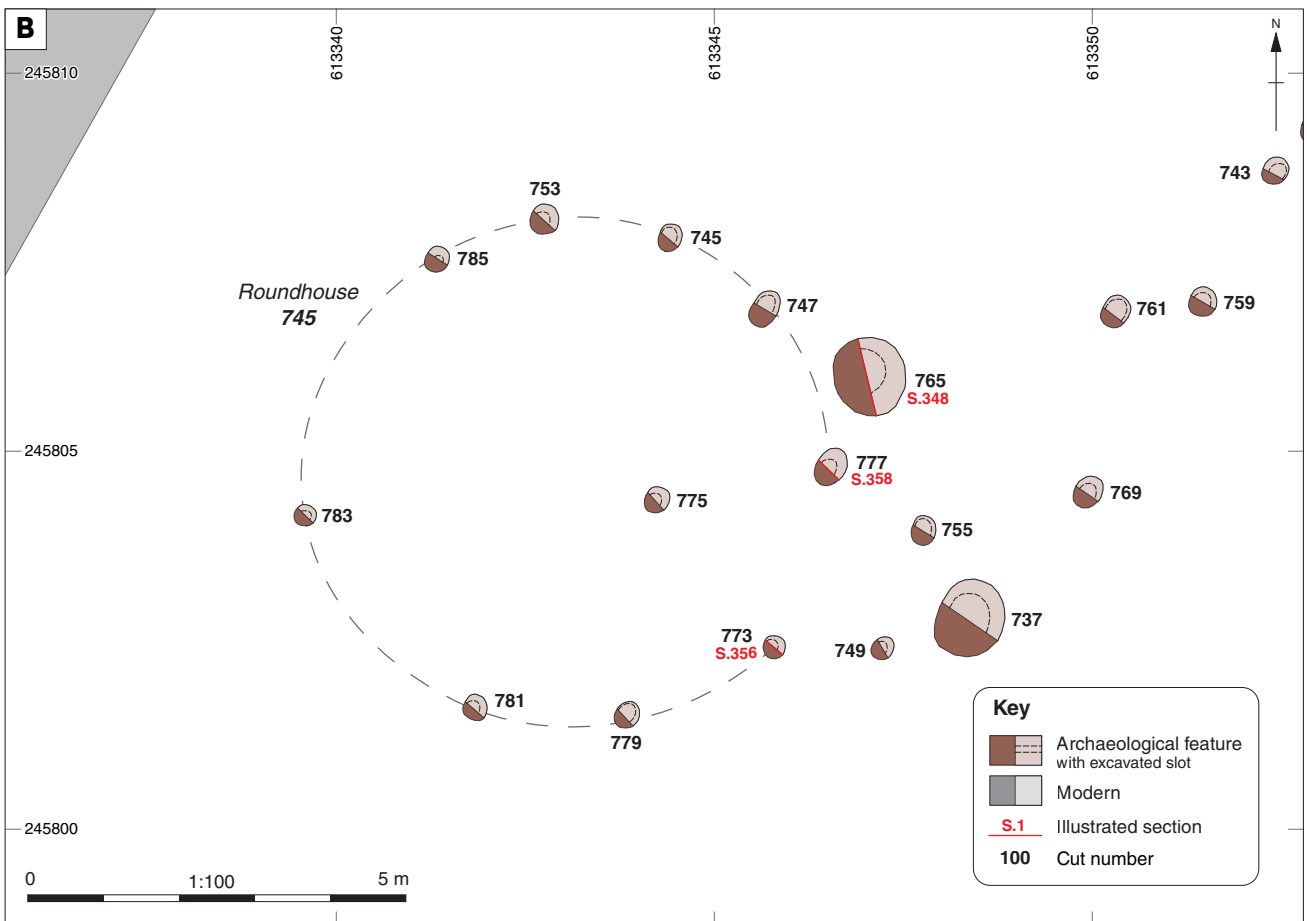 B
613340
613345
613350
N
245810
743
753
745
785
Roundhouse
745
747
761
759
765
S.348
245805
777
S.358
775
769
783
755
773
S.356
749
737
781
779
Key
Archaeological feature
with excavated slot
Modern
S.1 Illustrated section
100 Cut number
245800
0 1:100 5 m